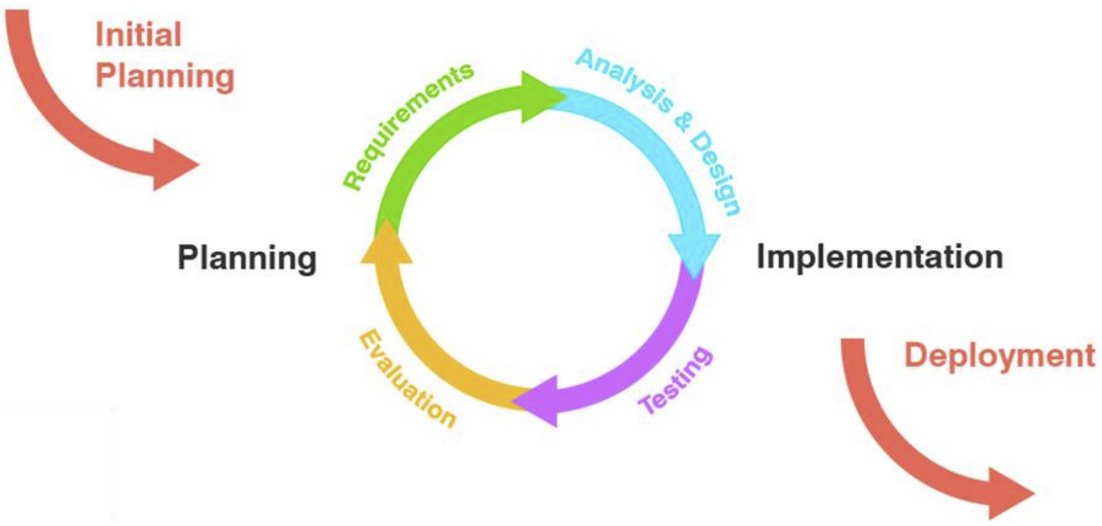 Initial
Planning
Requirements
Analysis & Design
Planning
Implementation
Evaluation
Testing
Deployment